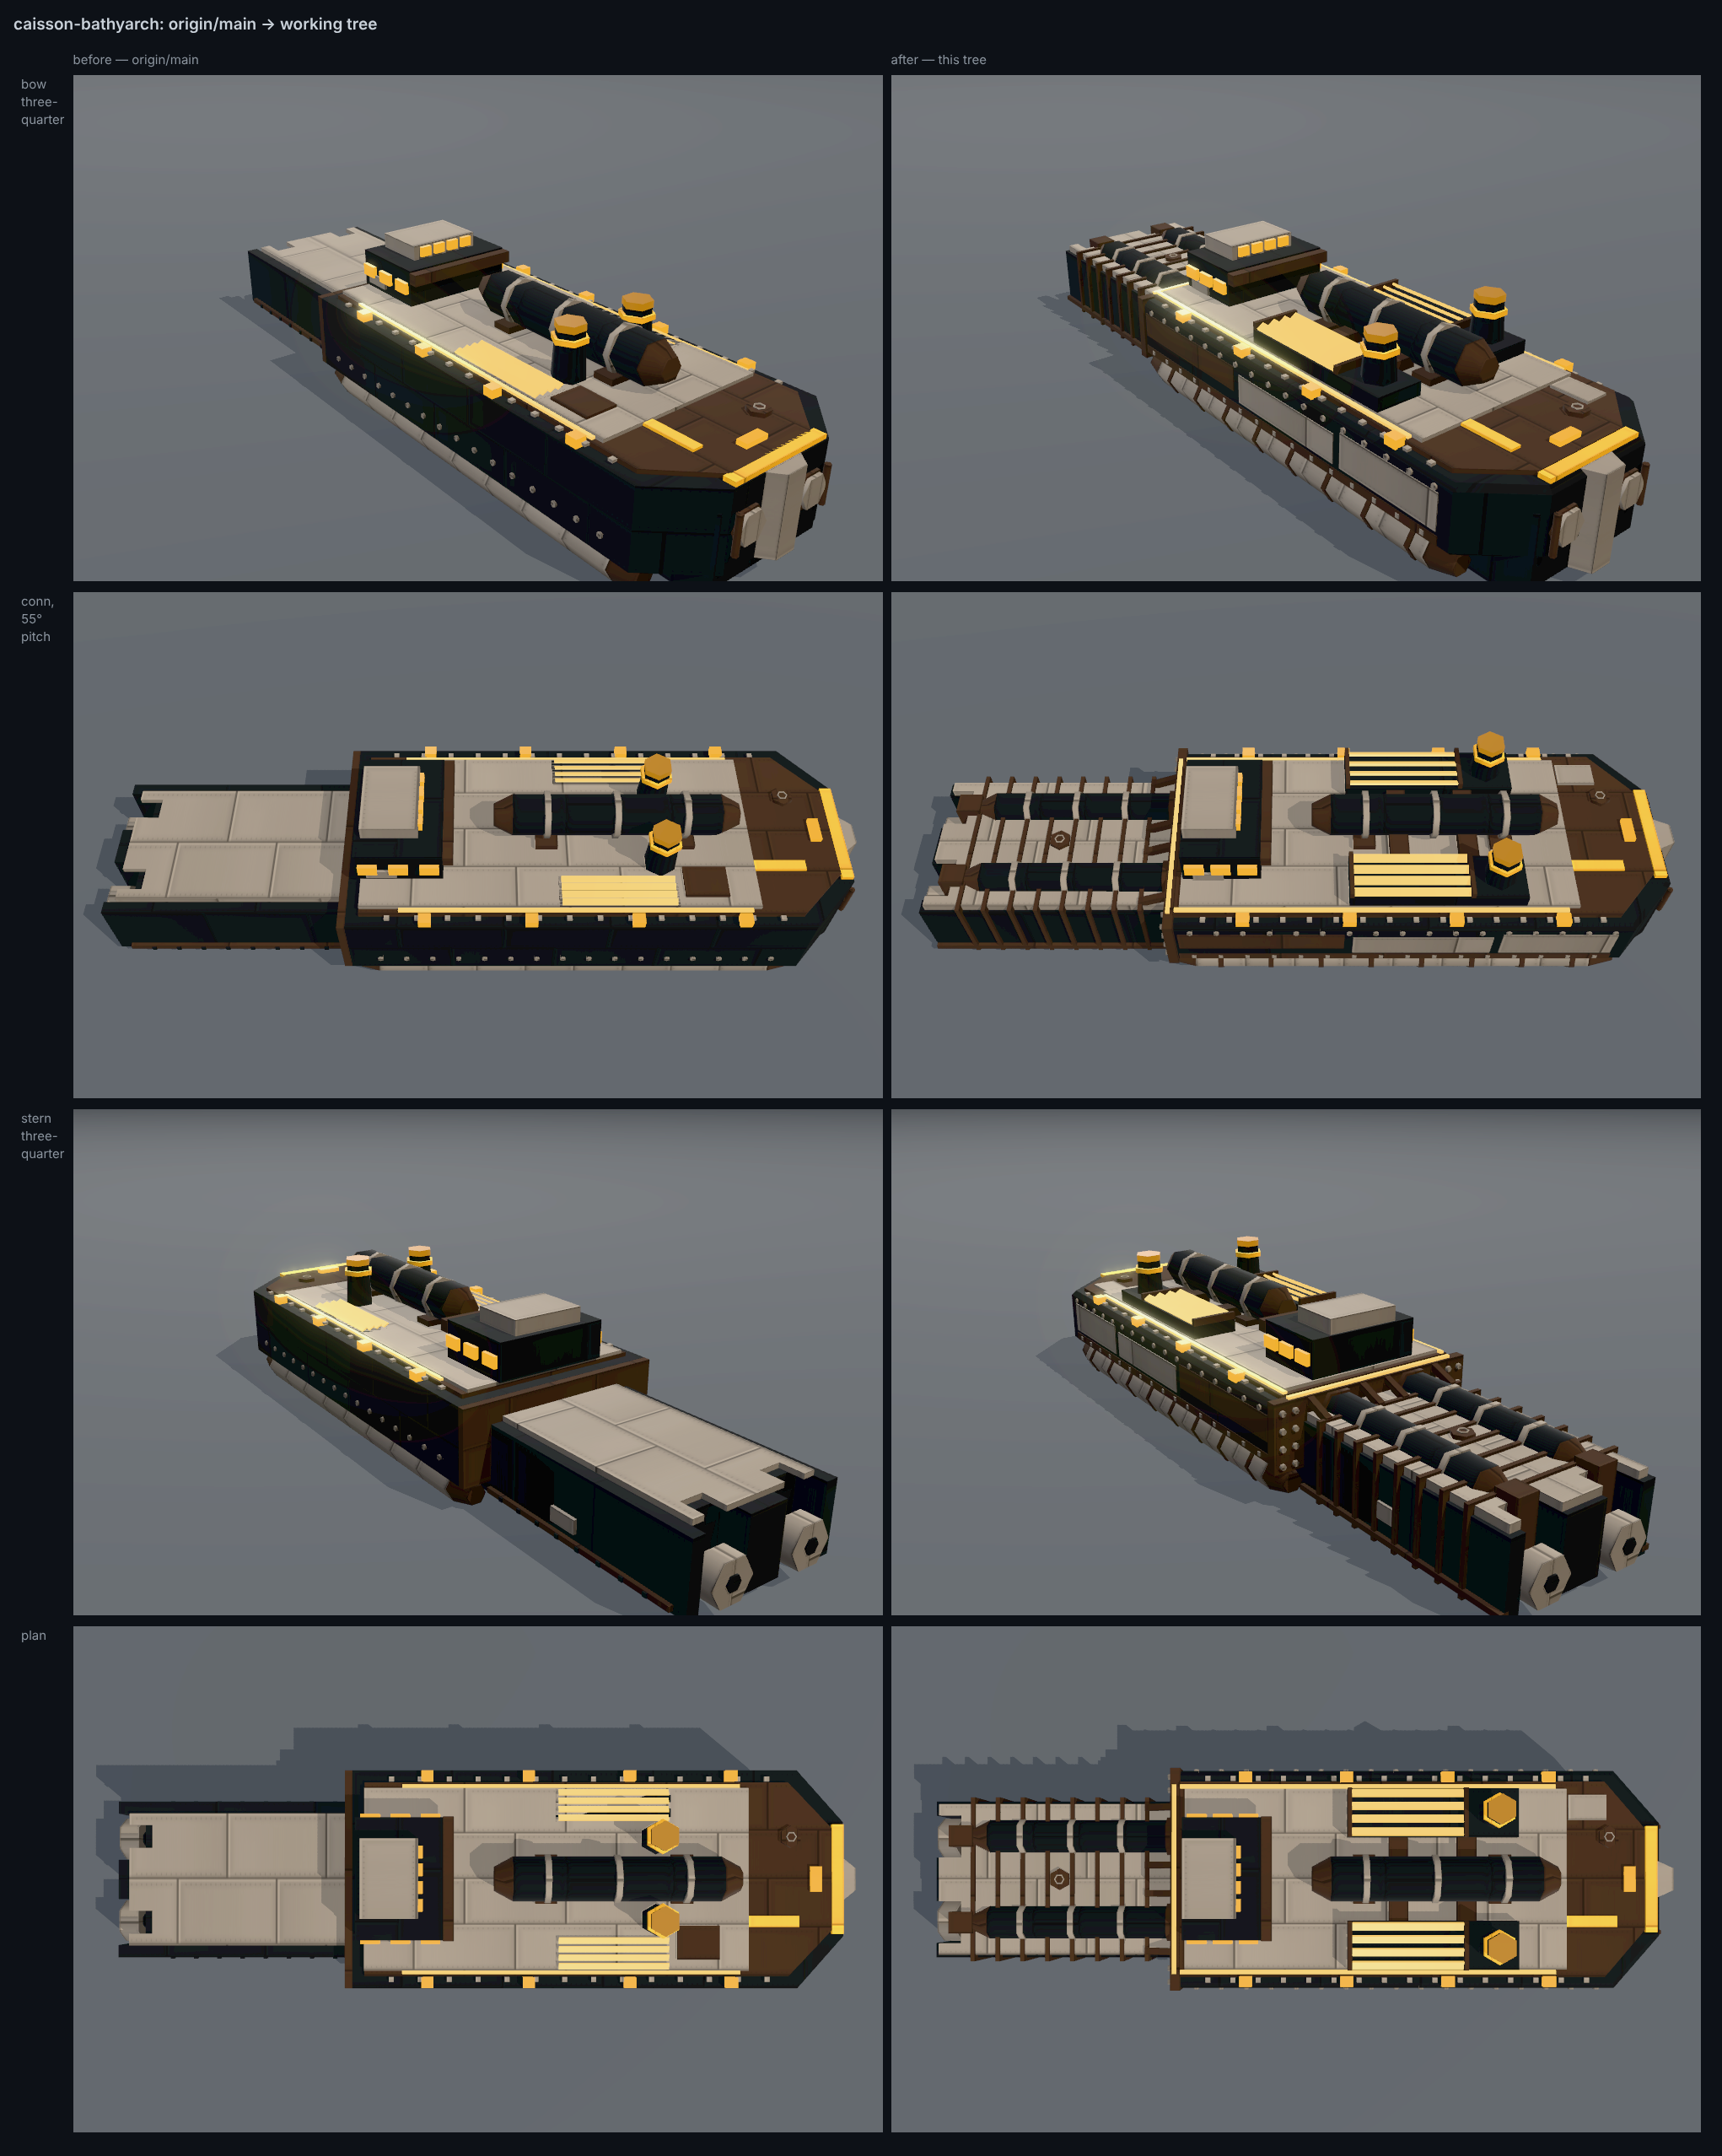 caisson-bathyarch: origin/main → working tree
before — origin/main
after — this tree
bow
three-
quarter
conn,
55°
pitch
stern
three-
quarter
plan